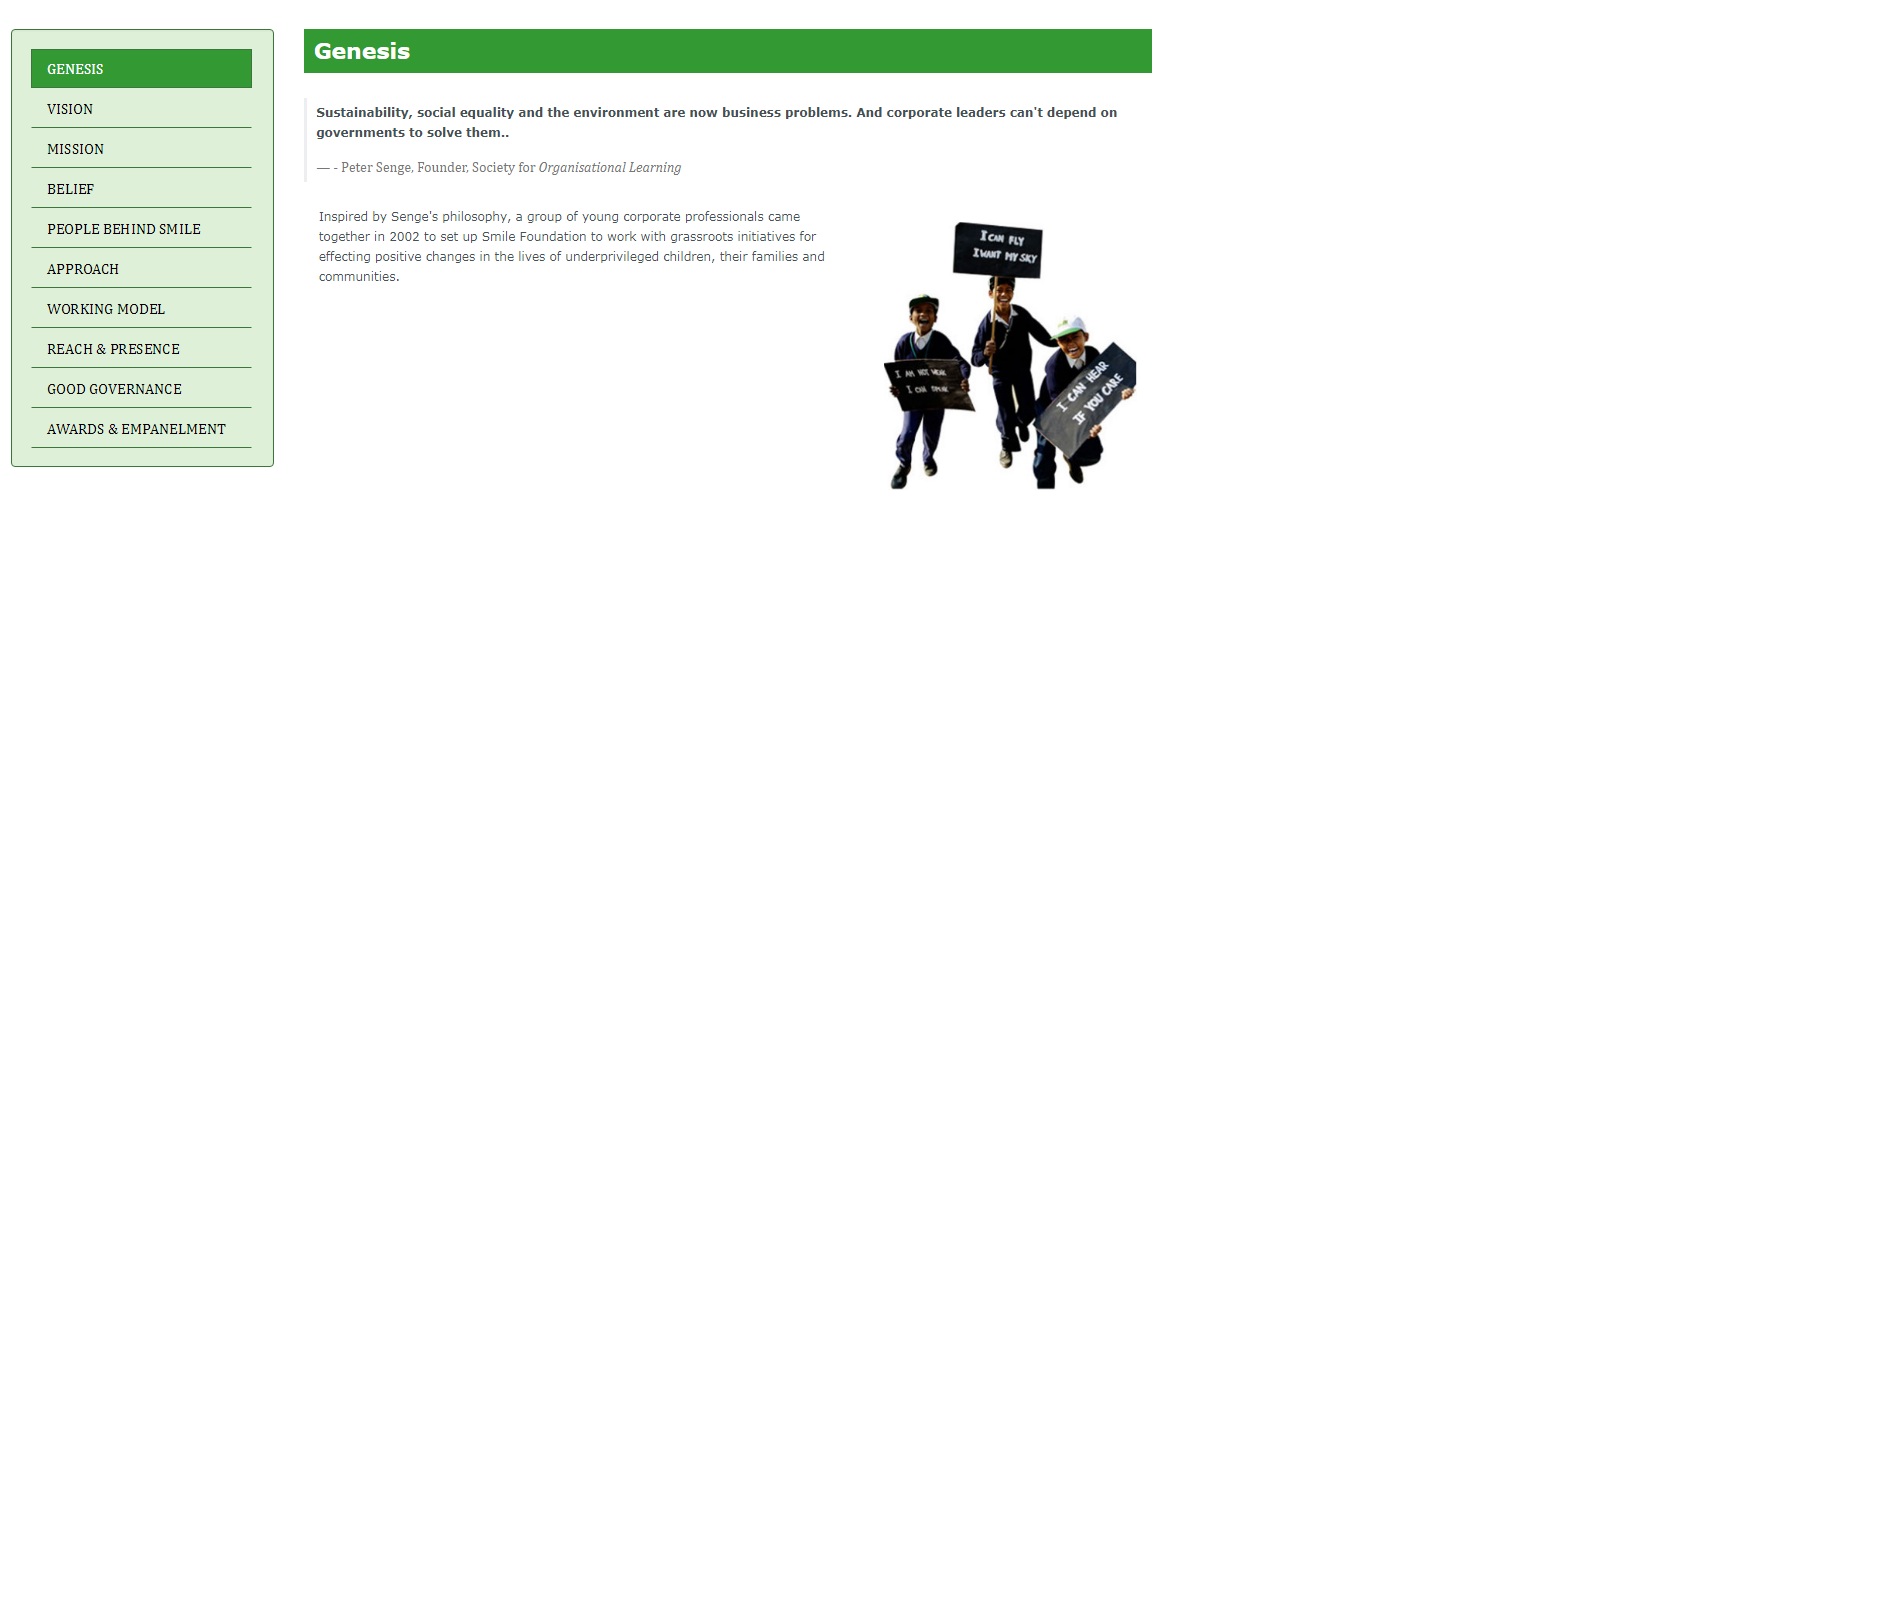 GENESIS
VISION
MISSION
BELIEF
PEOPLE BEHIND SMILE
APPROACH
WORKING MODEL
REACH & PRESENCE
GOOD GOVERNANCE
AWARDS & EMPANELMENT
Genesis
Sustainability, social equality and the environment are now business problems. And corporate leaders can't depend on
governments to solve them..
— - Peter Senge, Founder, Society for Organisational Learning
Inspired by Senge's philosophy, a group of young corporate professionals came
together in 2002 to set up Smile Foundation to work with grassroots initiatives for
effecting positive changes in the lives of underprivileged children, their families and
communities.
I CAN FLY
I WANT MY SKY
I AM NOT WEAK
I CAN SPEAK
I CAN HEAR
IF YOU CARE